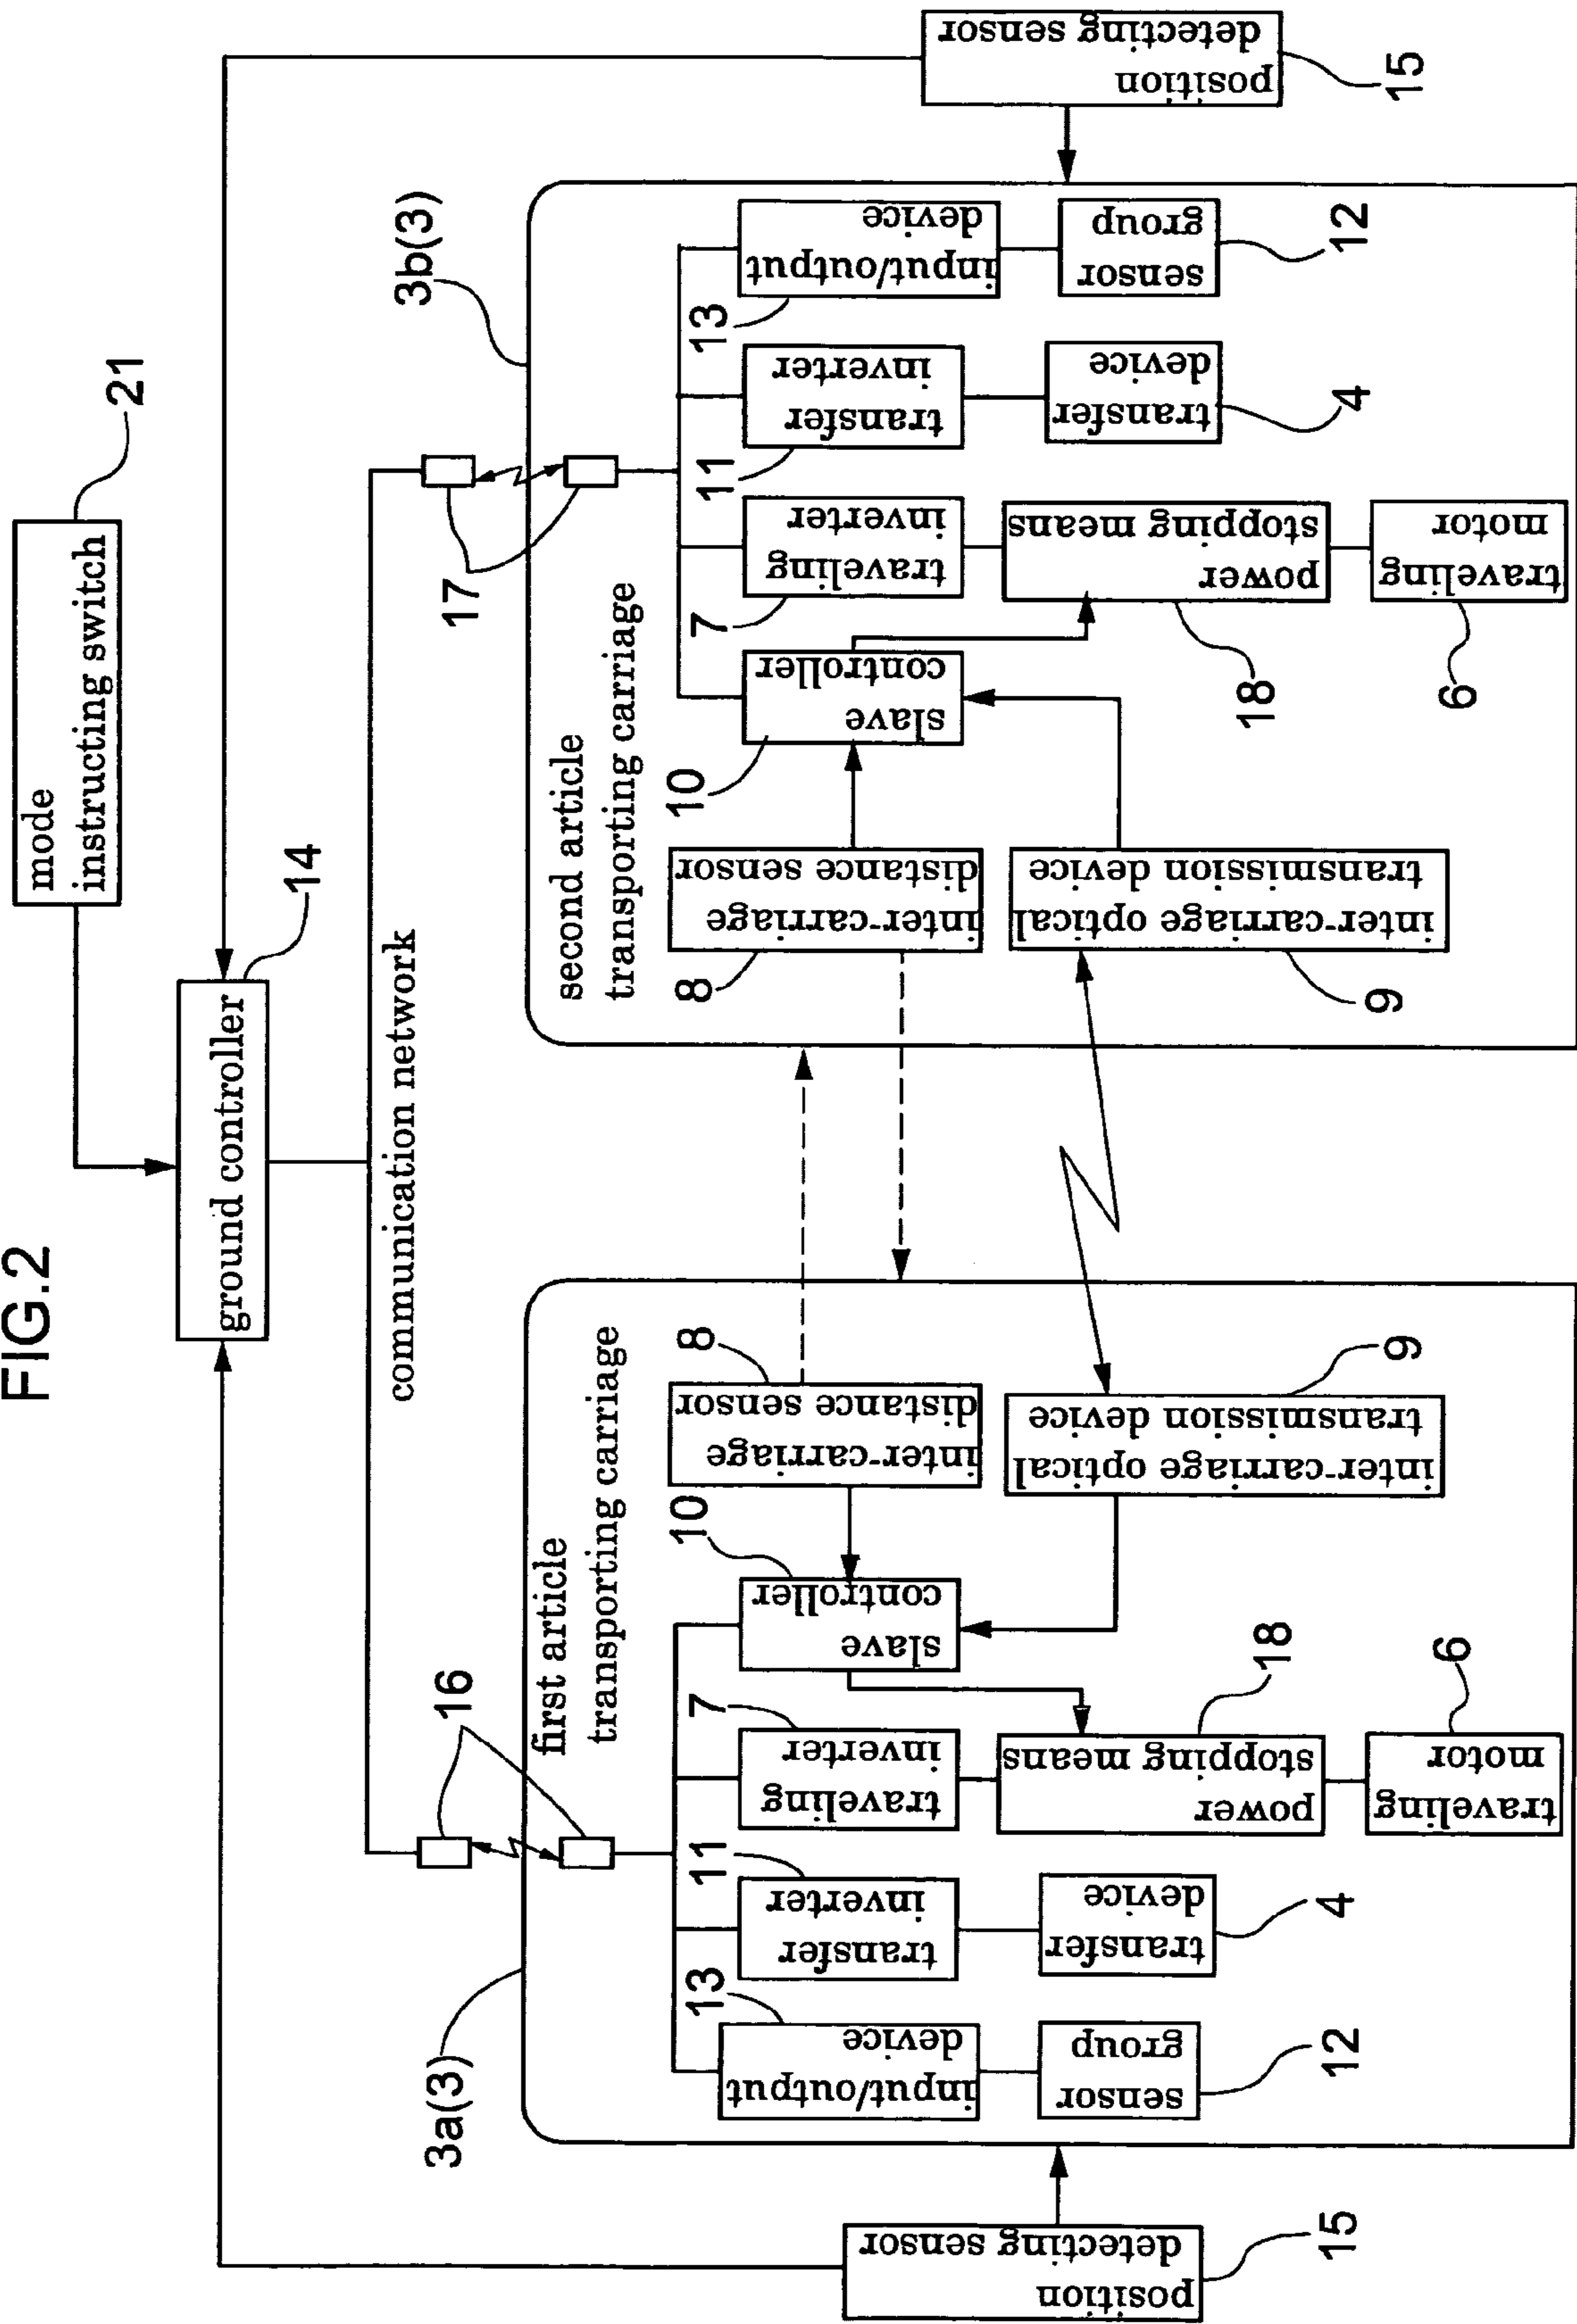 FIG.2
mode
instructing switch
21
ground controller
14
communication network
16
17
3a(3)
first article
transporting carriage
3b(3)
second article
transporting carriage
position
detecting sensor
15
input/output
device
13
sensor
group
12
transfer
inverter
11
transfer
device
4
traveling
inverter
7
power
stopping means
18
traveling
motor
6
slave
controller
10
inter-carriage
distance sensor
8
inter-carriage optical
transmission device
9
inter-carriage
distance sensor
8
inter-carriage optical
transmission device
9
slave
controller
10
traveling
inverter
7
power
stopping means
18
traveling
motor
6
transfer
inverter
11
transfer
device
4
input/output
device
13
sensor
group
12
position
detecting sensor
15